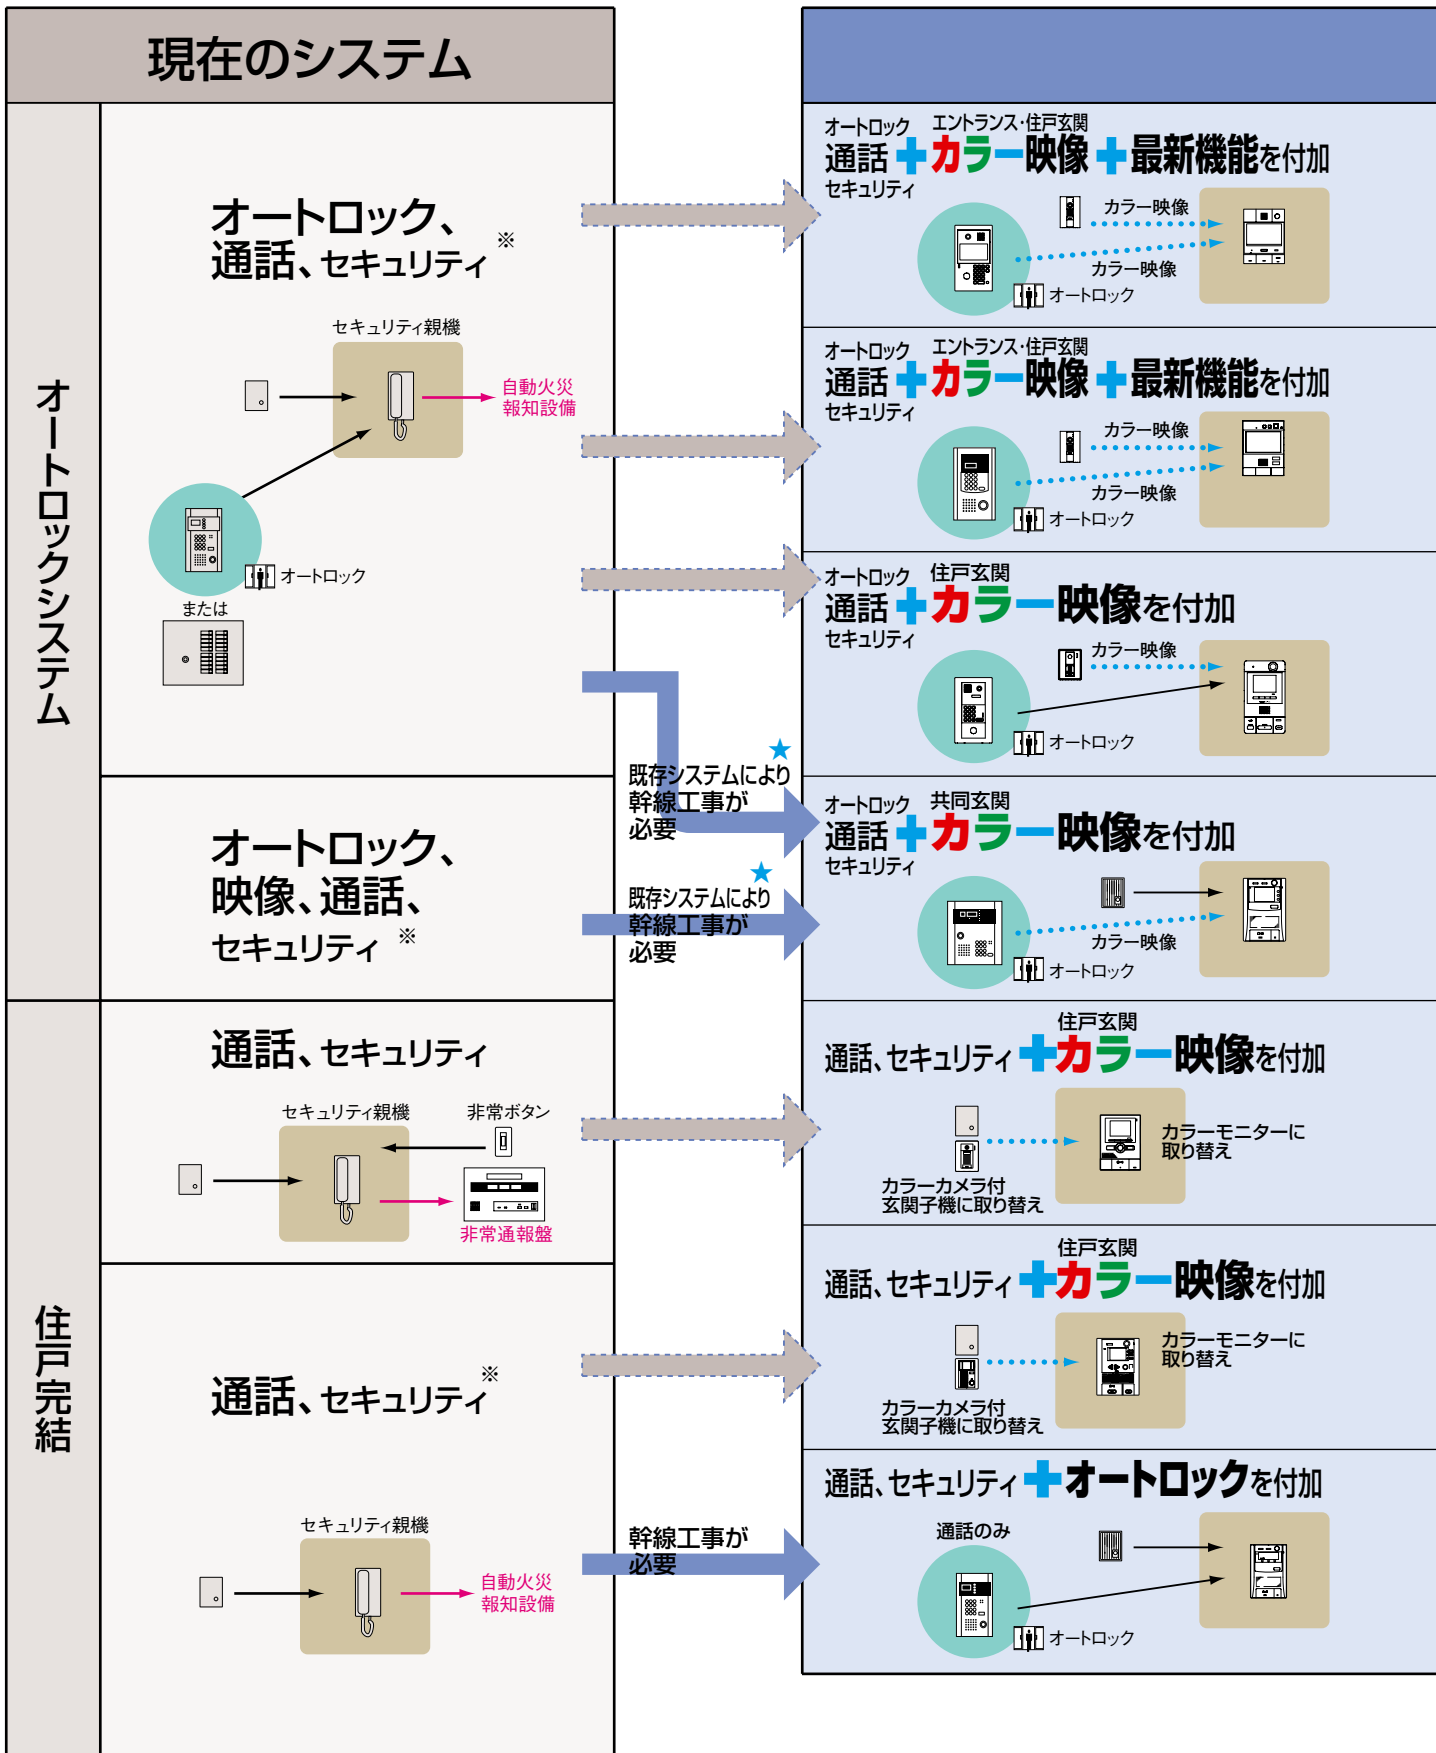 現在のシステム
オートロックシステム
オートロック、
通話、セキュリティ※
セキュリティ親機
自動火災
報知設備
オートロック
または
オートロック、
映像、通話、
セキュリティ※
既存システムにより★
幹線工事が
必要
既存システムにより★
幹線工事が
必要
住戸完結
通話、セキュリティ
セキュリティ親機
非常ボタン
非常通報盤
通話、セキュリティ※
セキュリティ親機
自動火災
報知設備
幹線工事が
必要
オートロック エントランス・住戸玄関
通話+カラー映像+最新機能を付加
セキュリティ
カラー映像
カラー映像
オートロック
オートロック エントランス・住戸玄関
通話+カラー映像+最新機能を付加
セキュリティ
カラー映像
カラー映像
オートロック
オートロック 住戸玄関
通話+カラー映像を付加
セキュリティ
カラー映像
オートロック
オートロック 共同玄関
通話+カラー映像を付加
セキュリティ
カラー映像
オートロック
住戸玄関
通話、セキュリティ+カラー映像を付加
カラーモニターに
取り替え
カラーカメラ付
玄関子機に取り替え
住戸玄関
通話、セキュリティ+カラー映像を付加
カラーモニターに
取り替え
カラーカメラ付
玄関子機に取り替え
通話、セキュリティ+オートロックを付加
通話のみ
オートロック